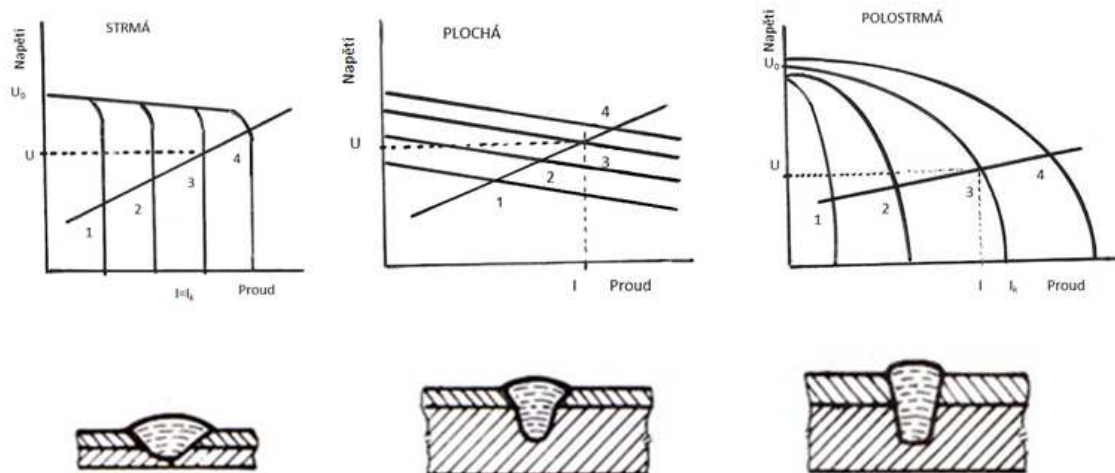 STRMÁ
Napětí
U₀
U
1
2
3
4
I=Iₖ
Proud
PLOCHÁ
Napětí
U
1
2
3
4
I
Proud
POLOSTRMÁ
Napětí
U₀
U
1
2
3
4
I
Iₖ
Proud